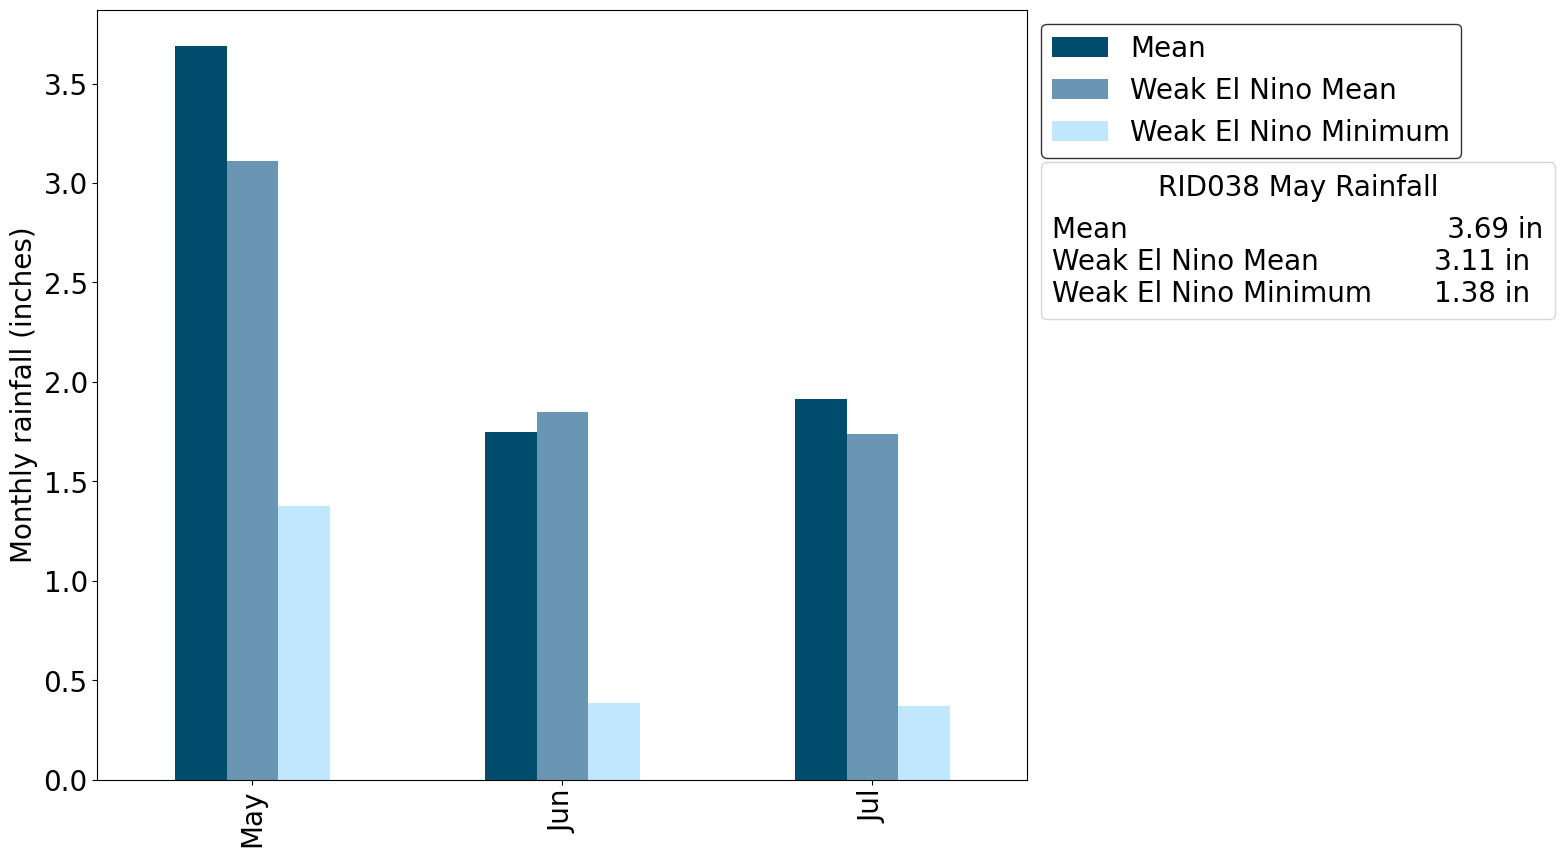 Monthly rainfall (inches)
3.5
3.0
2.5
2.0
1.5
1.0
0.5
0.0
May
Jun
Jul
Mean
Weak El Nino Mean
Weak El Nino Minimum
RID038 May Rainfall
Mean 3.69 in
Weak El Nino Mean 3.11 in
Weak El Nino Minimum 1.38 in